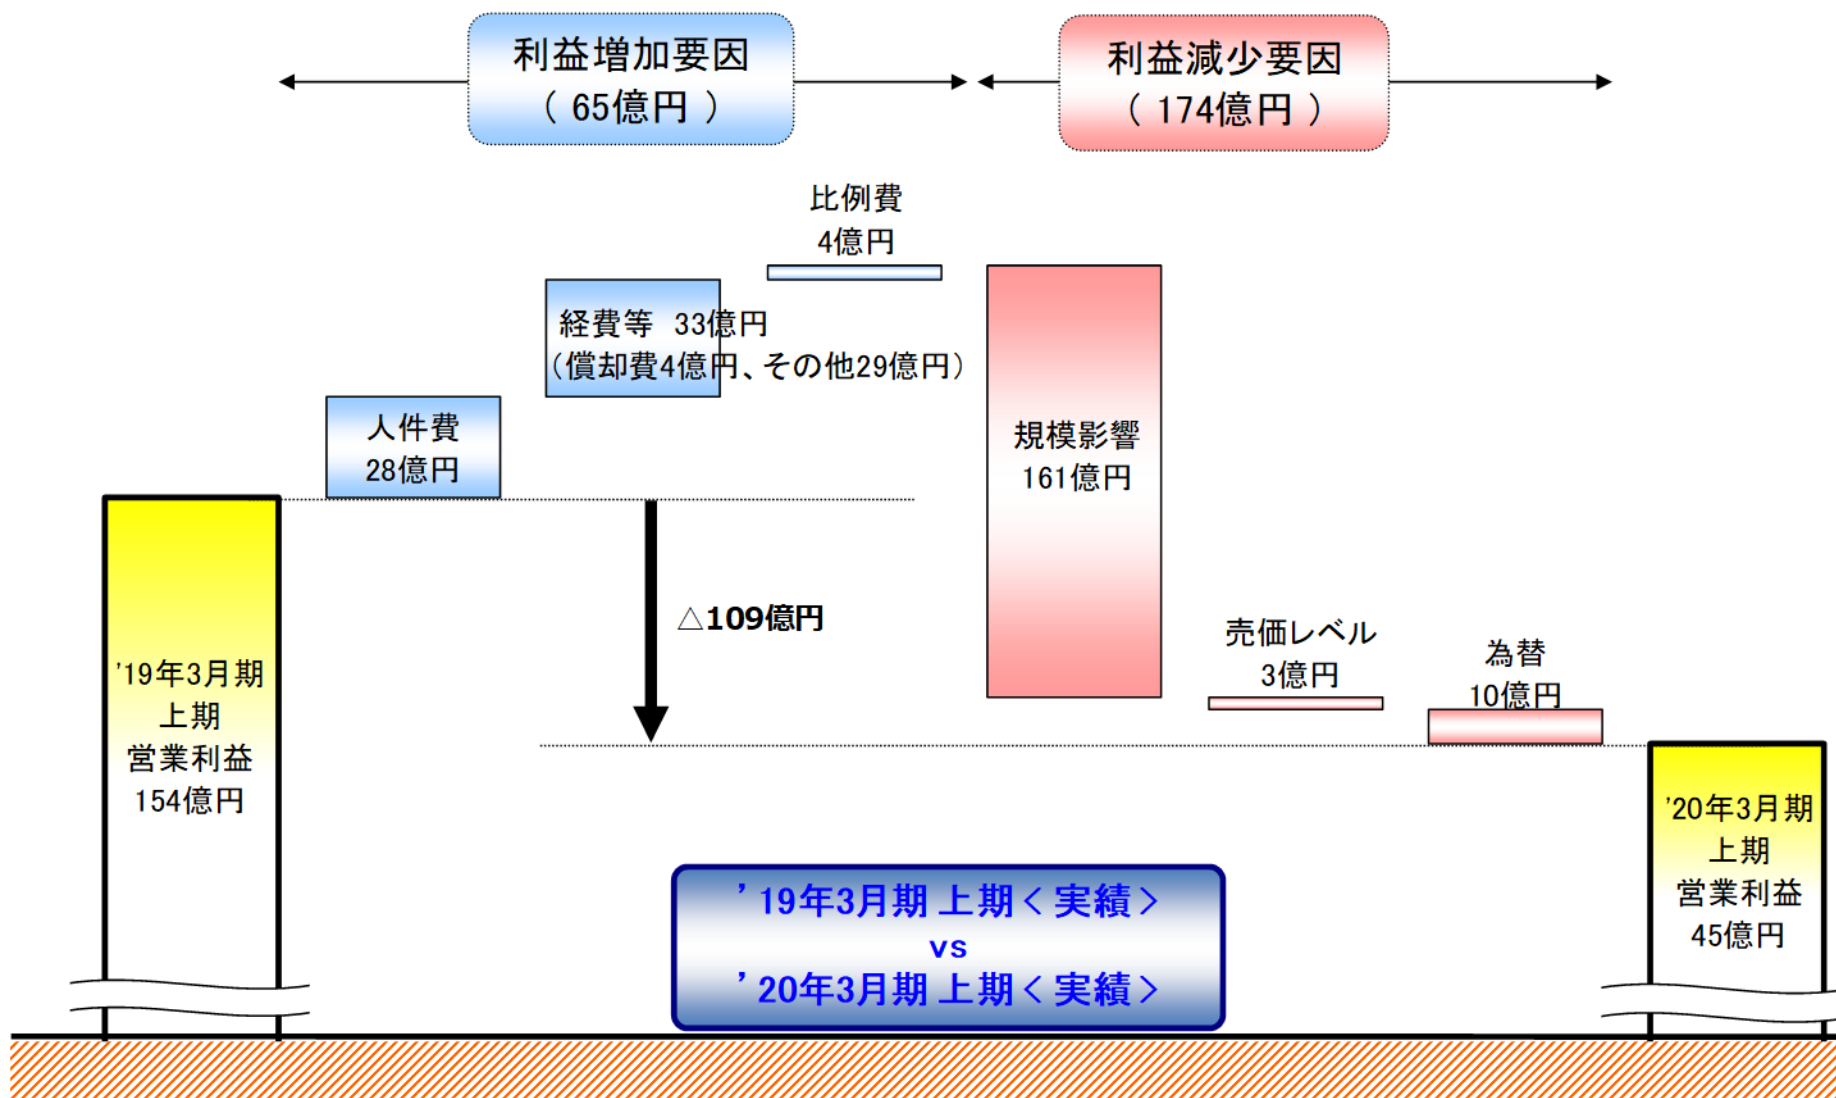 利益増加要因
（ 65億円 ）
利益減少要因
（ 174億円 ）
比例費
4億円
経費等 33億円
（償却費4億円、その他29億円）
人件費
28億円
規模影響
161億円
△109億円
売価レベル
3億円
為替
10億円
'19年3月期
上期
営業利益
154億円
'20年3月期
上期
営業利益
45億円
’19年3月期 上期＜実績＞
vs
’20年3月期 上期＜実績＞